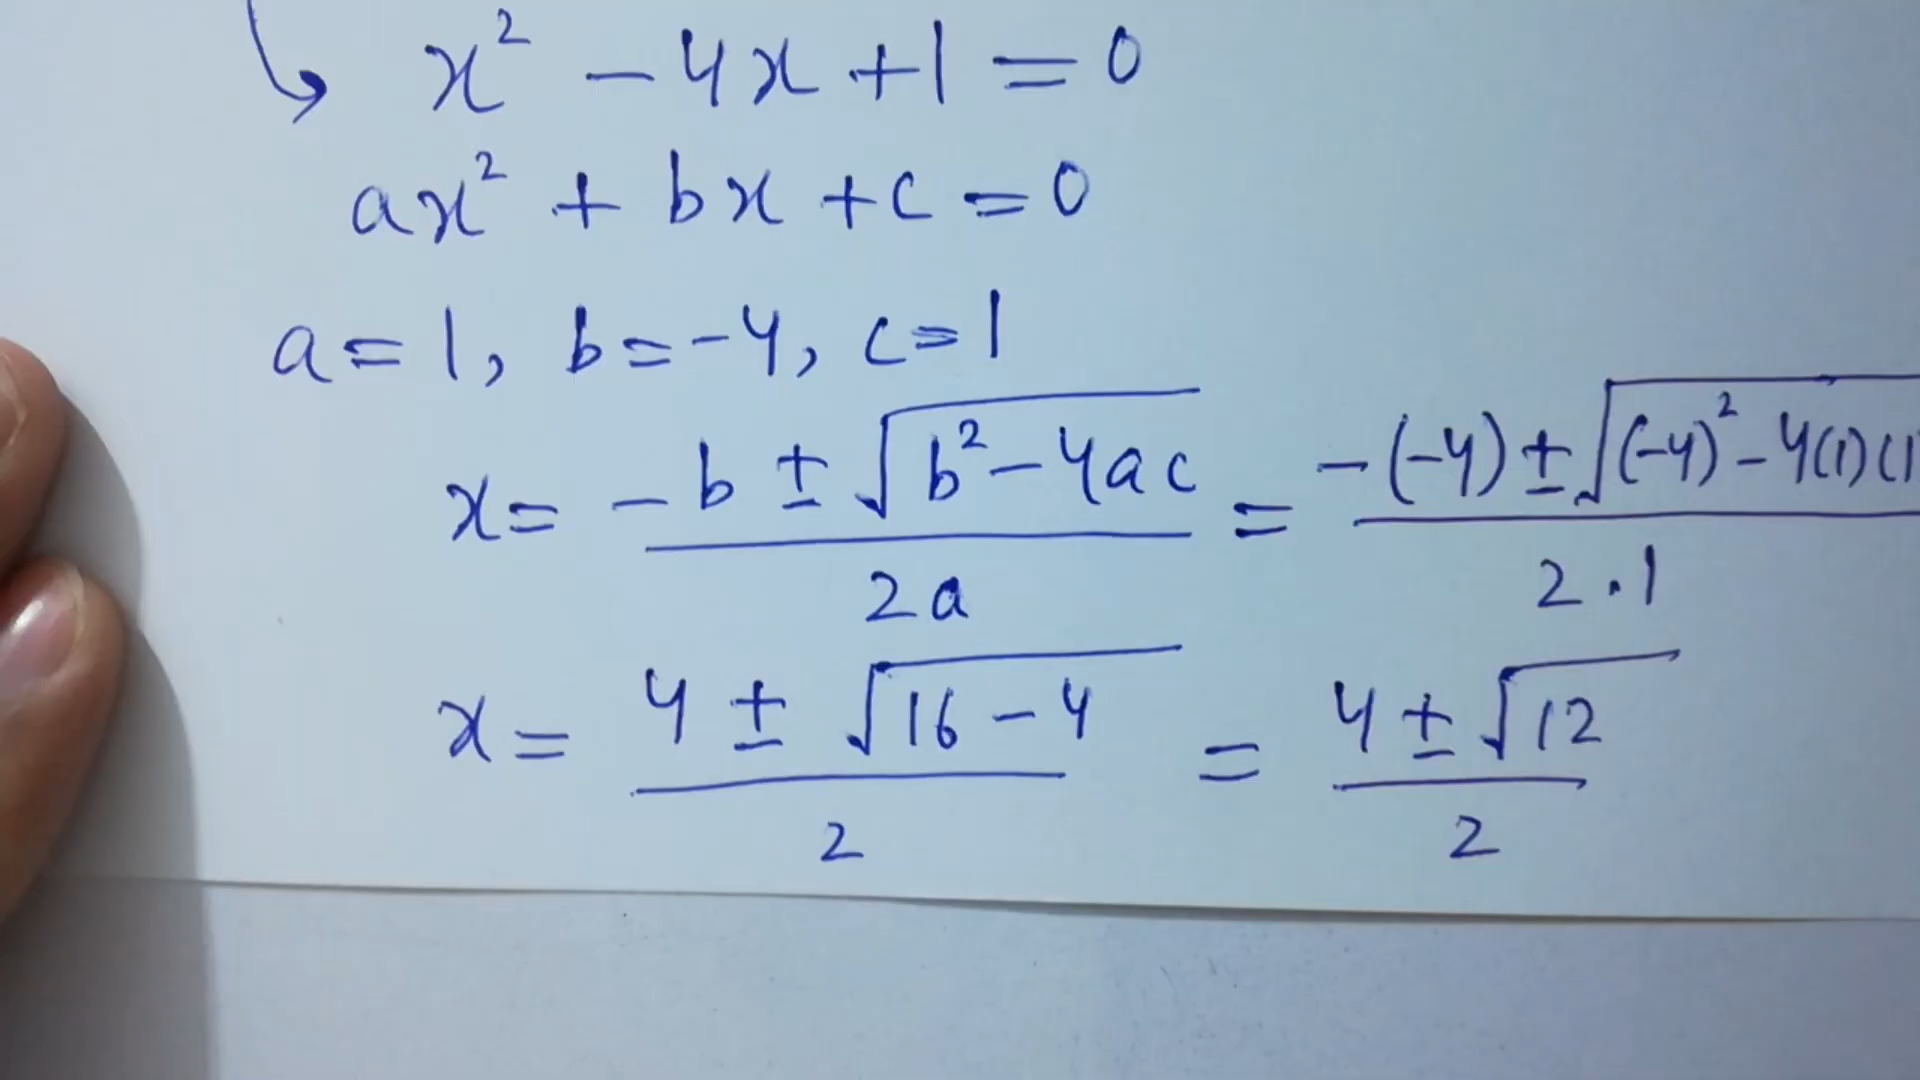 x² - 4x + 1 = 0
ax² + bx + c = 0
a = 1, b = -4, c = 1
x = (-b ± √(b² - 4ac)) / 2a = (-(-4) ± √((-4)² - 4(1)(1)) / 2·1
x = (4 ± √(16 - 4)) / 2 = (4 ± √12) / 2